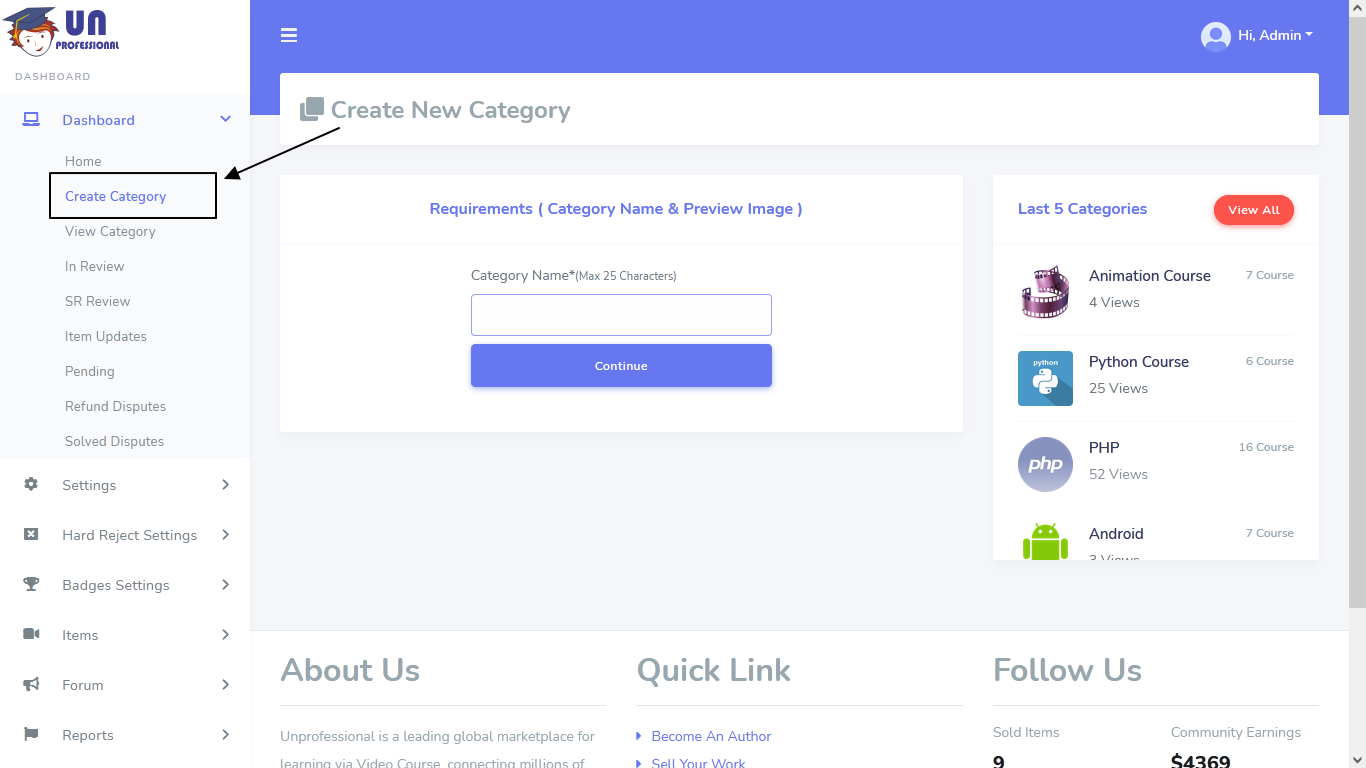 UN
PROFESSIONAL
DASHBOARD
Dashboard
Home
Create Category
View Category
In Review
SR Review
Item Updates
Pending
Refund Disputes
Solved Disputes
Settings
Hard Reject Settings
Badges Settings
Items
Forum
Reports
Hi, Admin
Create New Category
Requirements ( Category Name & Preview Image )
Category Name*(Max 25 Characters)
Continue
Last 5 Categories
View All
Animation Course
7 Course
4 Views
python
Python Course
6 Course
25 Views
php
PHP
16 Course
52 Views
Android
7 Course
3 Views
About Us
Unprofessional is a leading global marketplace for
learning via Video Course, connecting millions of
Quick Link
Become An Author
Sell Your Work
Follow Us
Sold Items
Community Earnings
9
$4369